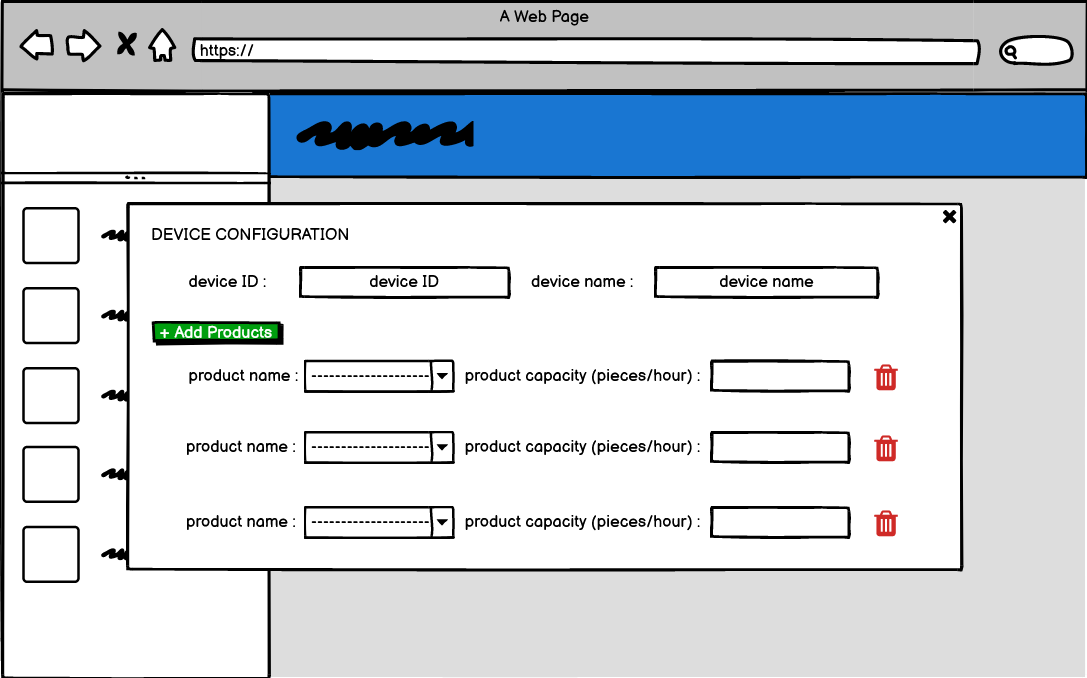 A Web Page
https://
DEVICE CONFIGURATION
device ID : device ID device name : device name
+ Add Products
product name : product capacity (pieces/hour) :
product name : product capacity (pieces/hour) :
product name : product capacity (pieces/hour) :